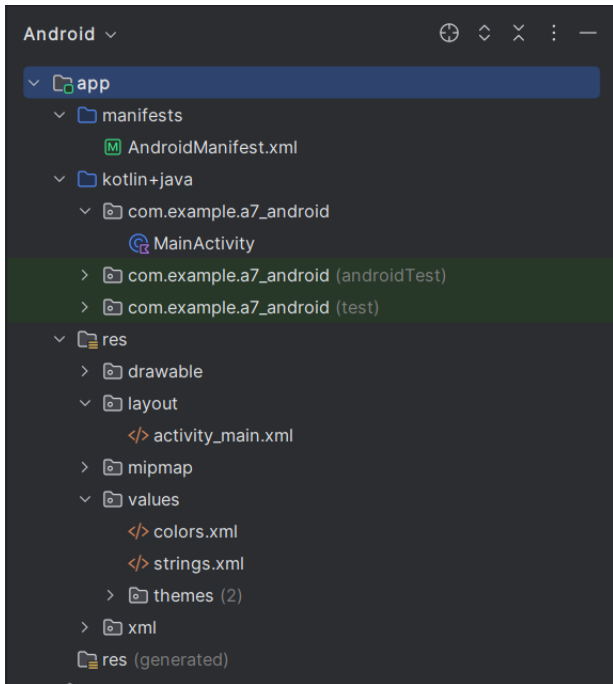 Android
app
manifests
AndroidManifest.xml
kotlin+java
com.example.a7_android
MainActivity
com.example.a7_android (androidTest)
com.example.a7_android (test)
res
drawable
layout
activity_main.xml
mipmap
values
colors.xml
strings.xml
themes (2)
xml
res (generated)